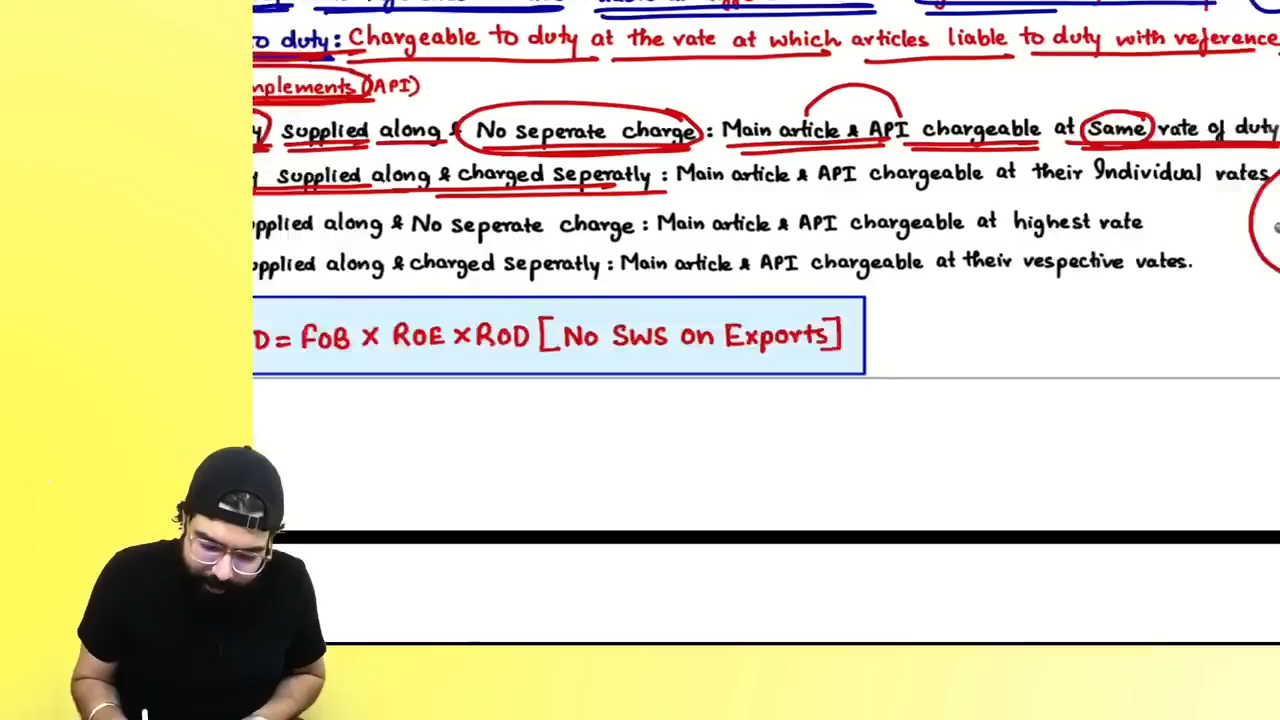 to duty: Chargeable to duty at the rate at which articles liable to duty with reference
mplements (API)
y supplied along & No seperate charge : Main article & API chargeable at Same rate of duty
y supplied along & charged Seperatly : Main article & API chargeable at their Individual rates
pplied along & No seperate charge : Main article & API chargeable at highest rate
pplied along & charged Seperatly : Main article & API chargeable at their respective rates.
D = FOB X ROE X ROD [No SWS on Exports]